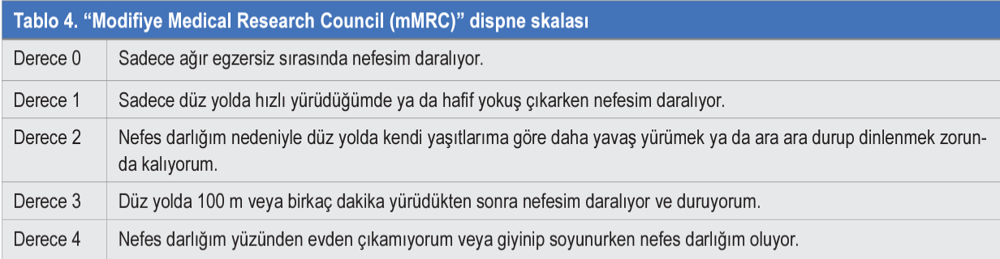 Tablo 4. “Modifiye Medical Research Council (mMRC)” dispne skalası
Derece 0 Sadece ağır egzersiz sırasında nefesim daralıyor.
Derece 1 Sadece düz yolda hızlı yürüdüğümde ya da hafif yokuş çıkarken nefesim daralıyor.
Derece 2 Nefes darlığım nedeniyle düz yolda kendi yaşıtlarıma göre daha yavaş yürümek ya da ara ara durup dinlenmek zorun-
da kalıyorum.
Derece 3 Düz yolda 100 m veya birkaç dakika yürüdükten sonra nefesim daralıyor ve duruyorum.
Derece 4 Nefes darlığım yüzünden evden çıkamıyorum veya giyinip soyunurken nefes darlığım oluyor.